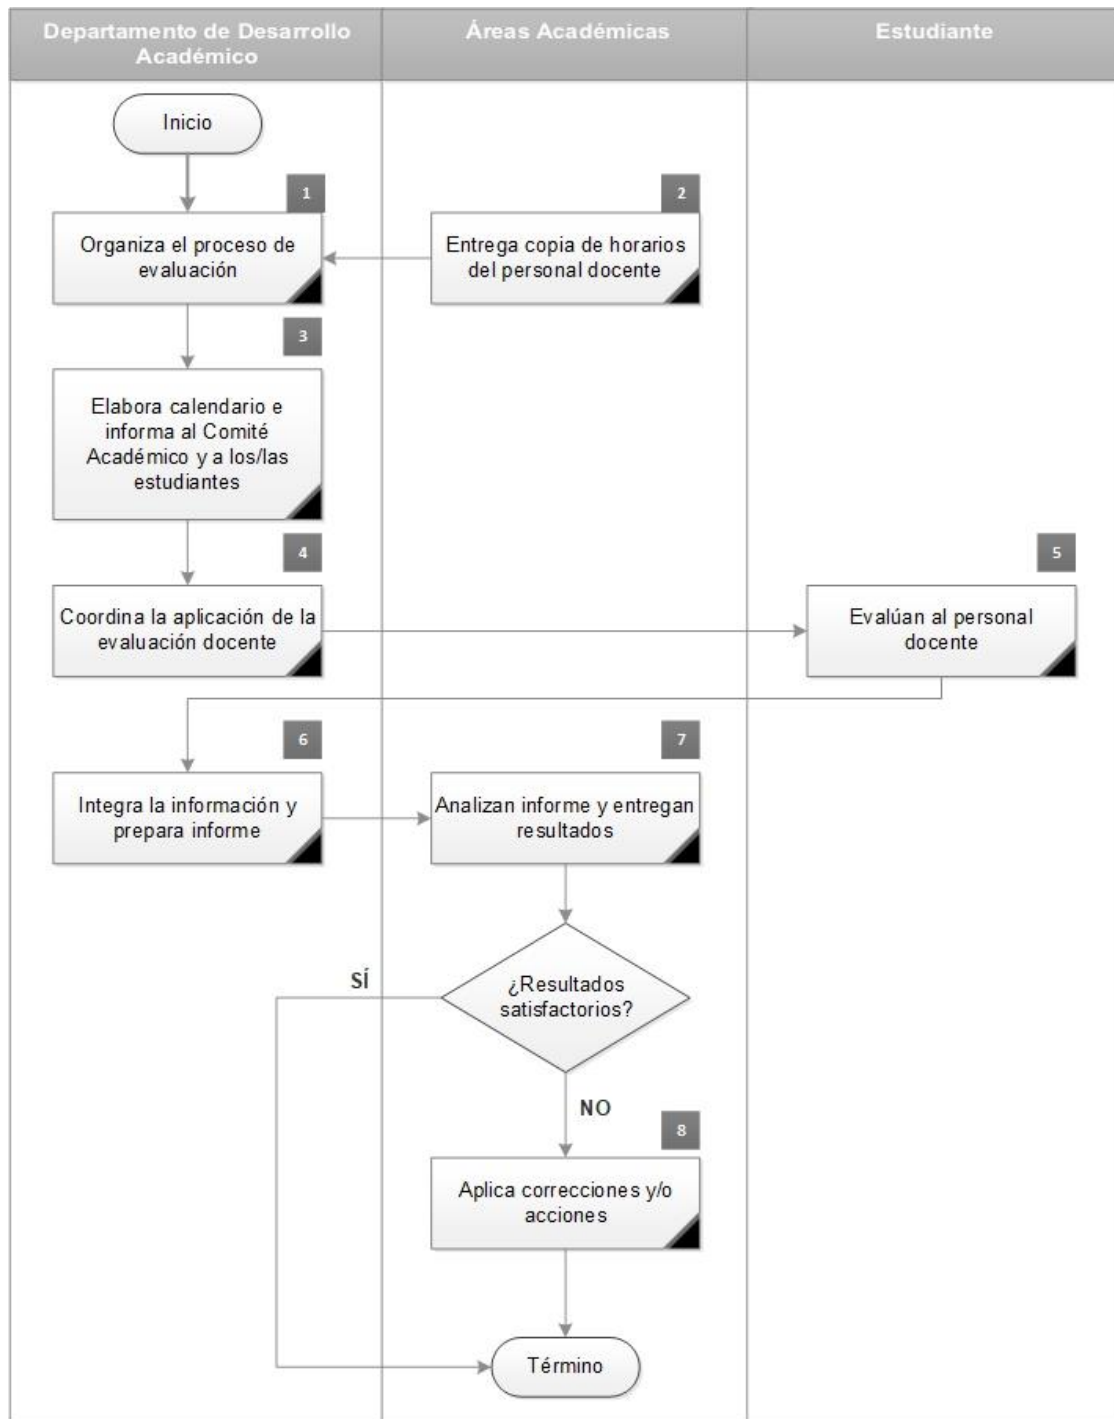 Departamento de Desarrollo
Académico
Áreas Académicas
Estudiante
Inicio
1
Organiza el proceso de
evaluación
2
Entrega copia de horarios
del personal docente
3
Elabora calendario e
informa al Comité
Académico y a los/las
estudiantes
4
Coordina la aplicación de la
evaluación docente
5
Evalúan al personal
docente
6
Integra la información y
prepara informe
7
Analizan informe y entregan
resultados
¿Resultados
satisfactorios?
SÍ
NO
8
Aplica correcciones y/o
acciones
Término